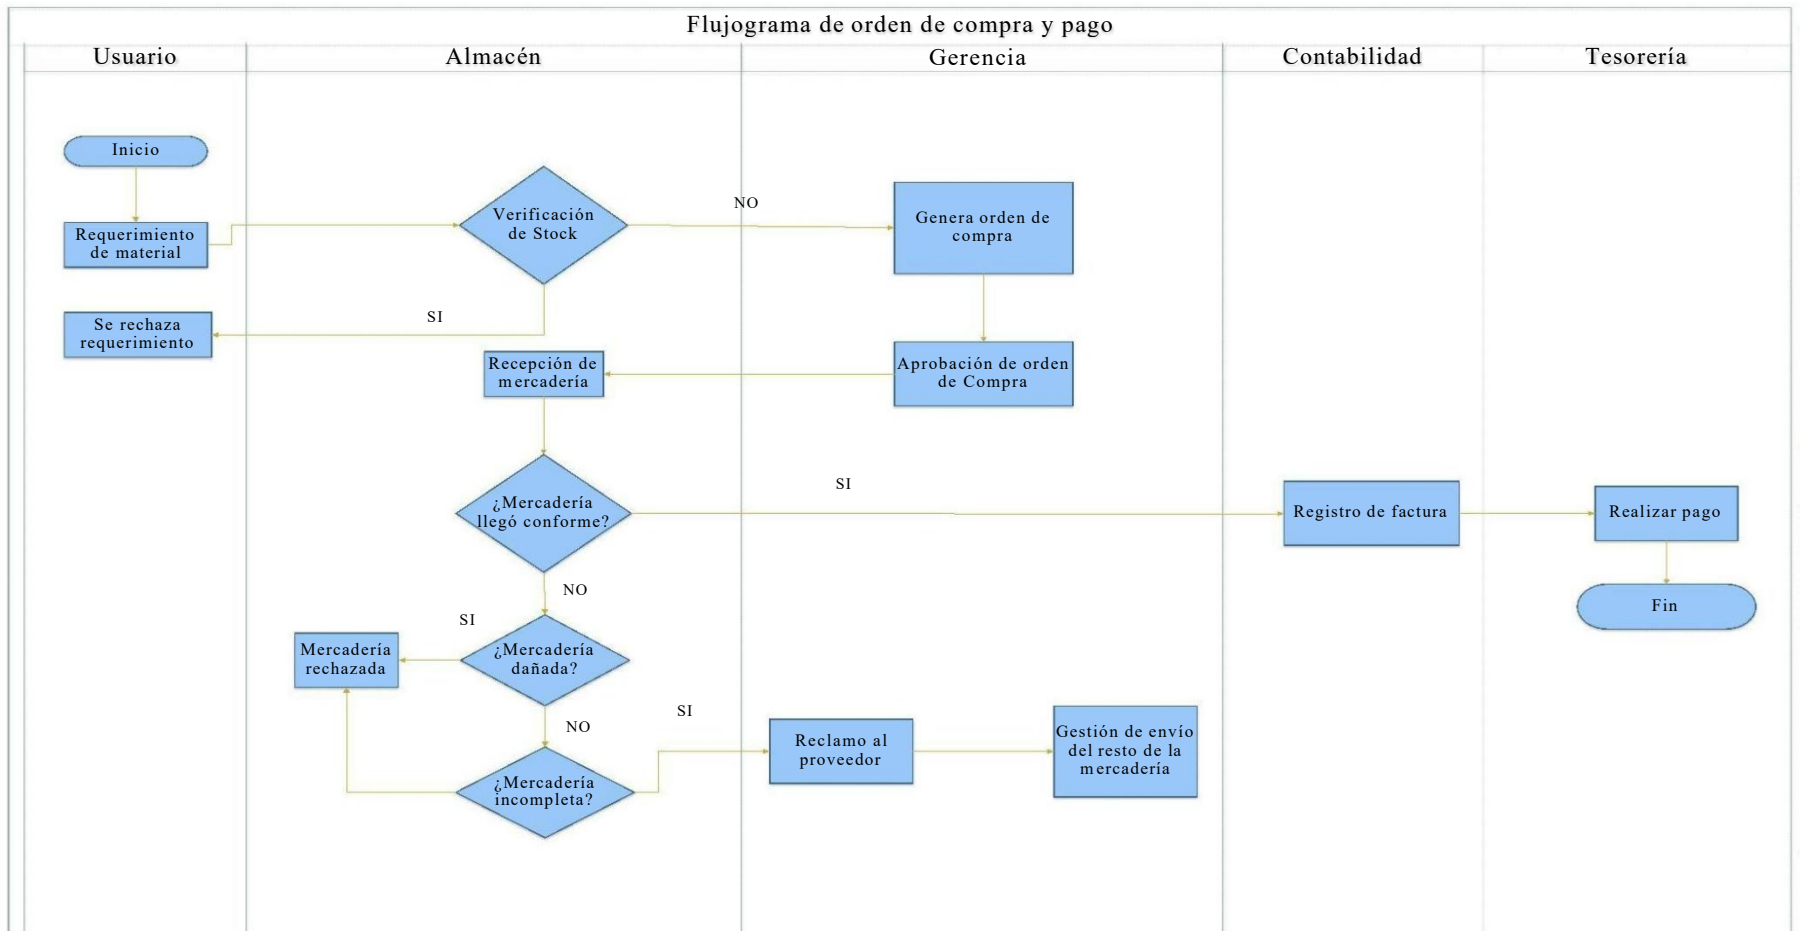 Flujograma de orden de compra y pago
Usuario
Almacén
Gerencia
Contabilidad
Tesorería
Inicio
Requerimiento
de material
Verificación
de Stock
NO
Genera orden de
compra
SI
Se rechaza
requerimiento
Recepción de
mercadería
Aprobación de orden
de Compra
¿Mercadería
llegó conforme?
SI
Registro de factura
Realizar pago
Fin
NO
SI
¿Mercadería
dañada?
Mercadería
rechazada
NO
SI
¿Mercadería
incompleta?
Reclamo al
proveedor
Gestión de envío
del resto de la
mercadería